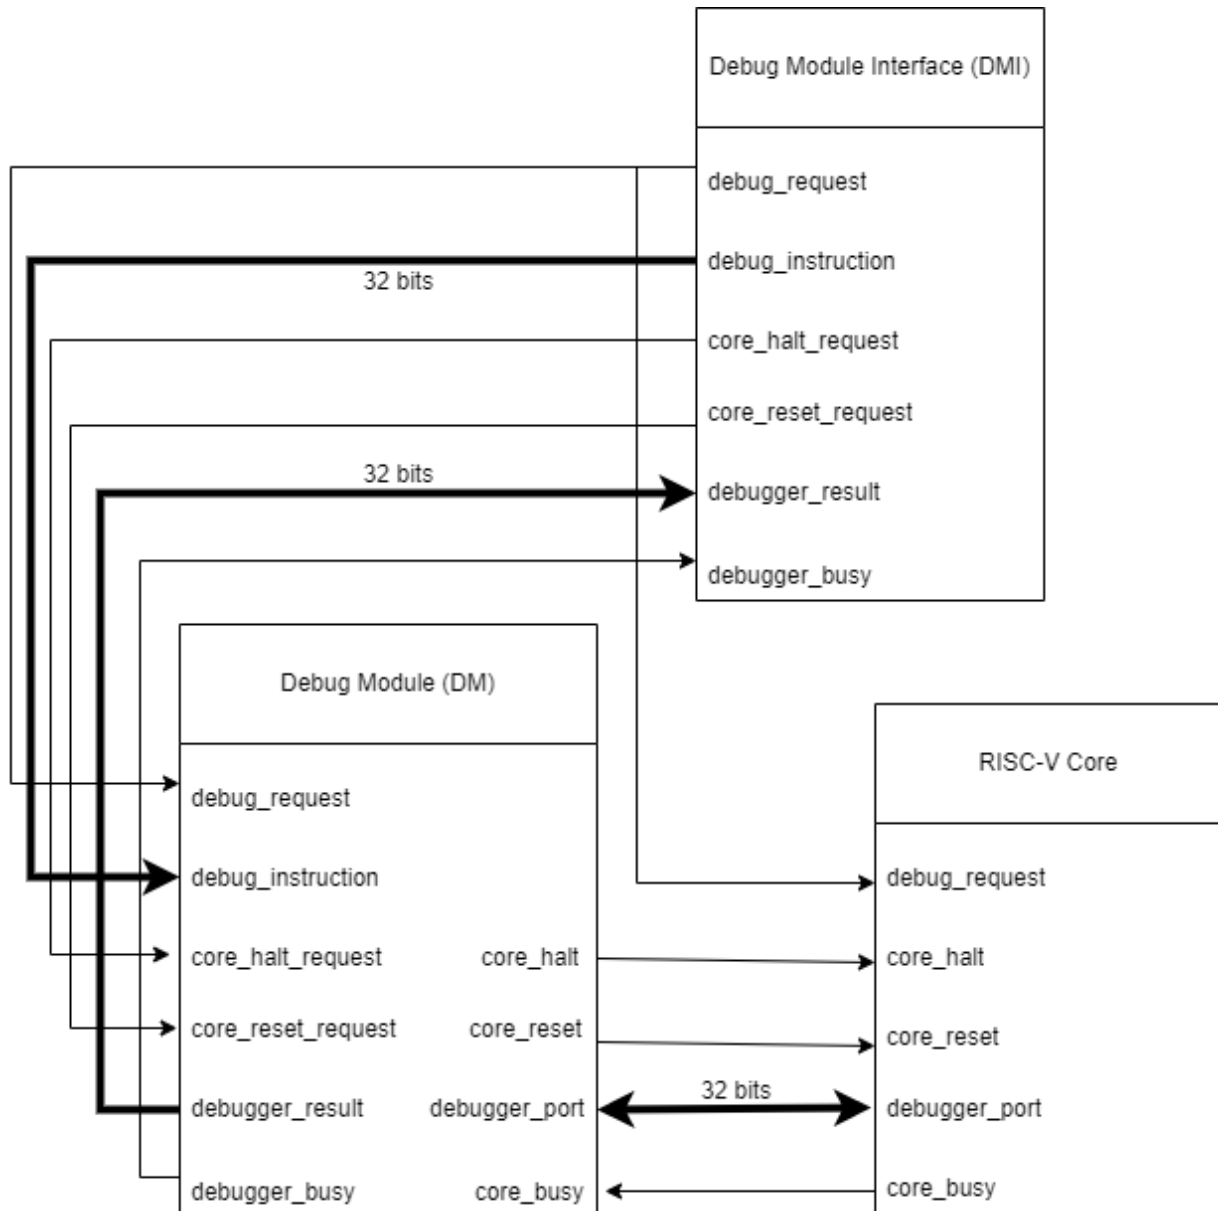 Debug Module Interface (DMI)
debug_request
debug_instruction
32 bits
core_halt_request
core_reset_request
32 bits
debugger_result
debugger_busy
Debug Module (DM)
debug_request
debug_instruction
core_halt_request
core_halt
core_reset_request
core_reset
debugger_result
debugger_port
debugger_busy
core_busy
32 bits
RISC-V Core
debug_request
core_halt
core_reset
debugger_port
core_busy